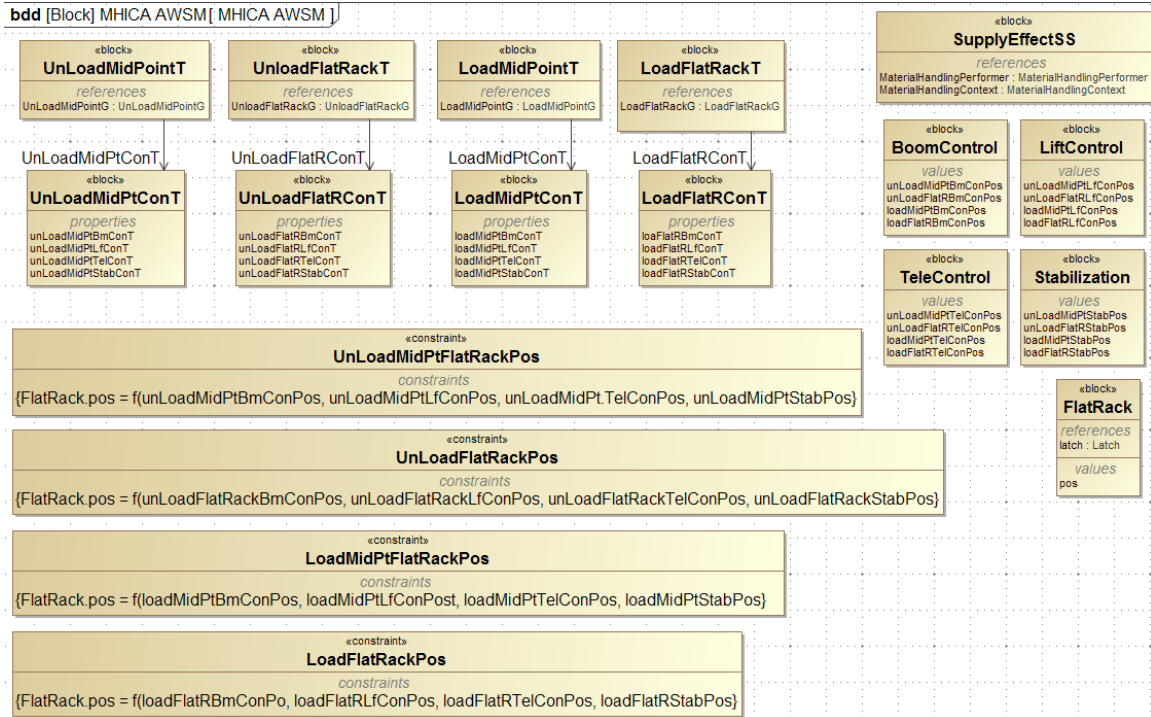 bdd [Block] MHICA AWSM[ MHICA AWSM ]
«block»
UnLoadMidPointT
references
UnLoadMidPointG : UnLoadMidPointG
«block»
UnloadFlatRackT
references
UnloadFlatRackG : UnloadFlatRackG
«block»
LoadMidPointT
references
LoadMidPointG : LoadMidPointG
«block»
LoadFlatRackT
references
LoadFlatRackG : LoadFlatRackG
«block»
SupplyEffectSS
references
MaterialHandlingPerformer : MaterialHandlingPerformer
MaterialHandlingContext : MaterialHandlingContext
UnLoadMidPtConT
UnLoadFlatRConT
LoadMidPtConT
LoadFlatRConT
«block»
UnLoadMidPtConT
properties
unLoadMidPtBmConT
unLoadMidPtLfConT
unLoadMidPtTelConT
unLoadMidPtStabConT
«block»
UnLoadFlatRConT
properties
unLoadFlatRBmConT
unLoadFlatRLfConT
unLoadFlatRTelConT
unLoadFlatRStabConT
«block»
LoadMidPtConT
properties
loadMidPtBmConT
loadMidPtLfConT
loadMidPtTelConT
loadMidPtStabConT
«block»
LoadFlatRConT
properties
loaFlatRBmConT
loadFlatRLfConT
loadFlatRTelConT
loadFlatRStabConT
«block»
BoomControl
values
unLoadMidPtBmConPos
unLoadFlatRBmConPos
loadMidPtBmConPos
loadFlatRBmConPos
«block»
LiftControl
values
unLoadMidPtLfConPos
unLoadFlatRLfConPos
loadMidPtLfConPos
loadFlatRLfConPos
«block»
TeleControl
values
unLoadMidPtTelConPos
unLoadFlatRTelConPos
loadMidPtTelConPos
loadFlatRTelConPos
«block»
Stabilization
values
unLoadMidPtStabPos
unLoadFlatRStabPos
loadMidPtStabPos
loadFlatRStabPos
«constraint»
UnLoadMidPtFlatRackPos
constraints
{FlatRack.pos = f(unLoadMidPtBmConPos, unLoadMidPtLfConPos, unLoadMidPt.TelConPos, unLoadMidPtStabPos}
«block»
FlatRack
references
latch : Latch
values
pos
«constraint»
UnLoadFlatRackPos
constraints
{FlatRack.pos = f(unLoadFlatRackBmConPos, unLoadFlatRackLfConPos, unLoadFlatRackTelConPos, unLoadFlatRackStabPos}
«constraint»
LoadMidPtFlatRackPos
constraints
{FlatRack.pos = f(loadMidPtBmConPos, loadMidPtLfConPost, loadMidPtTelConPos, loadMidPtStabPos}
«constraint»
LoadFlatRackPos
constraints
{FlatRack.pos = f(loadFlatRBmConPo, loadFlatRLfConPos, loadFlatRTelConPos, loadFlatRStabPos}